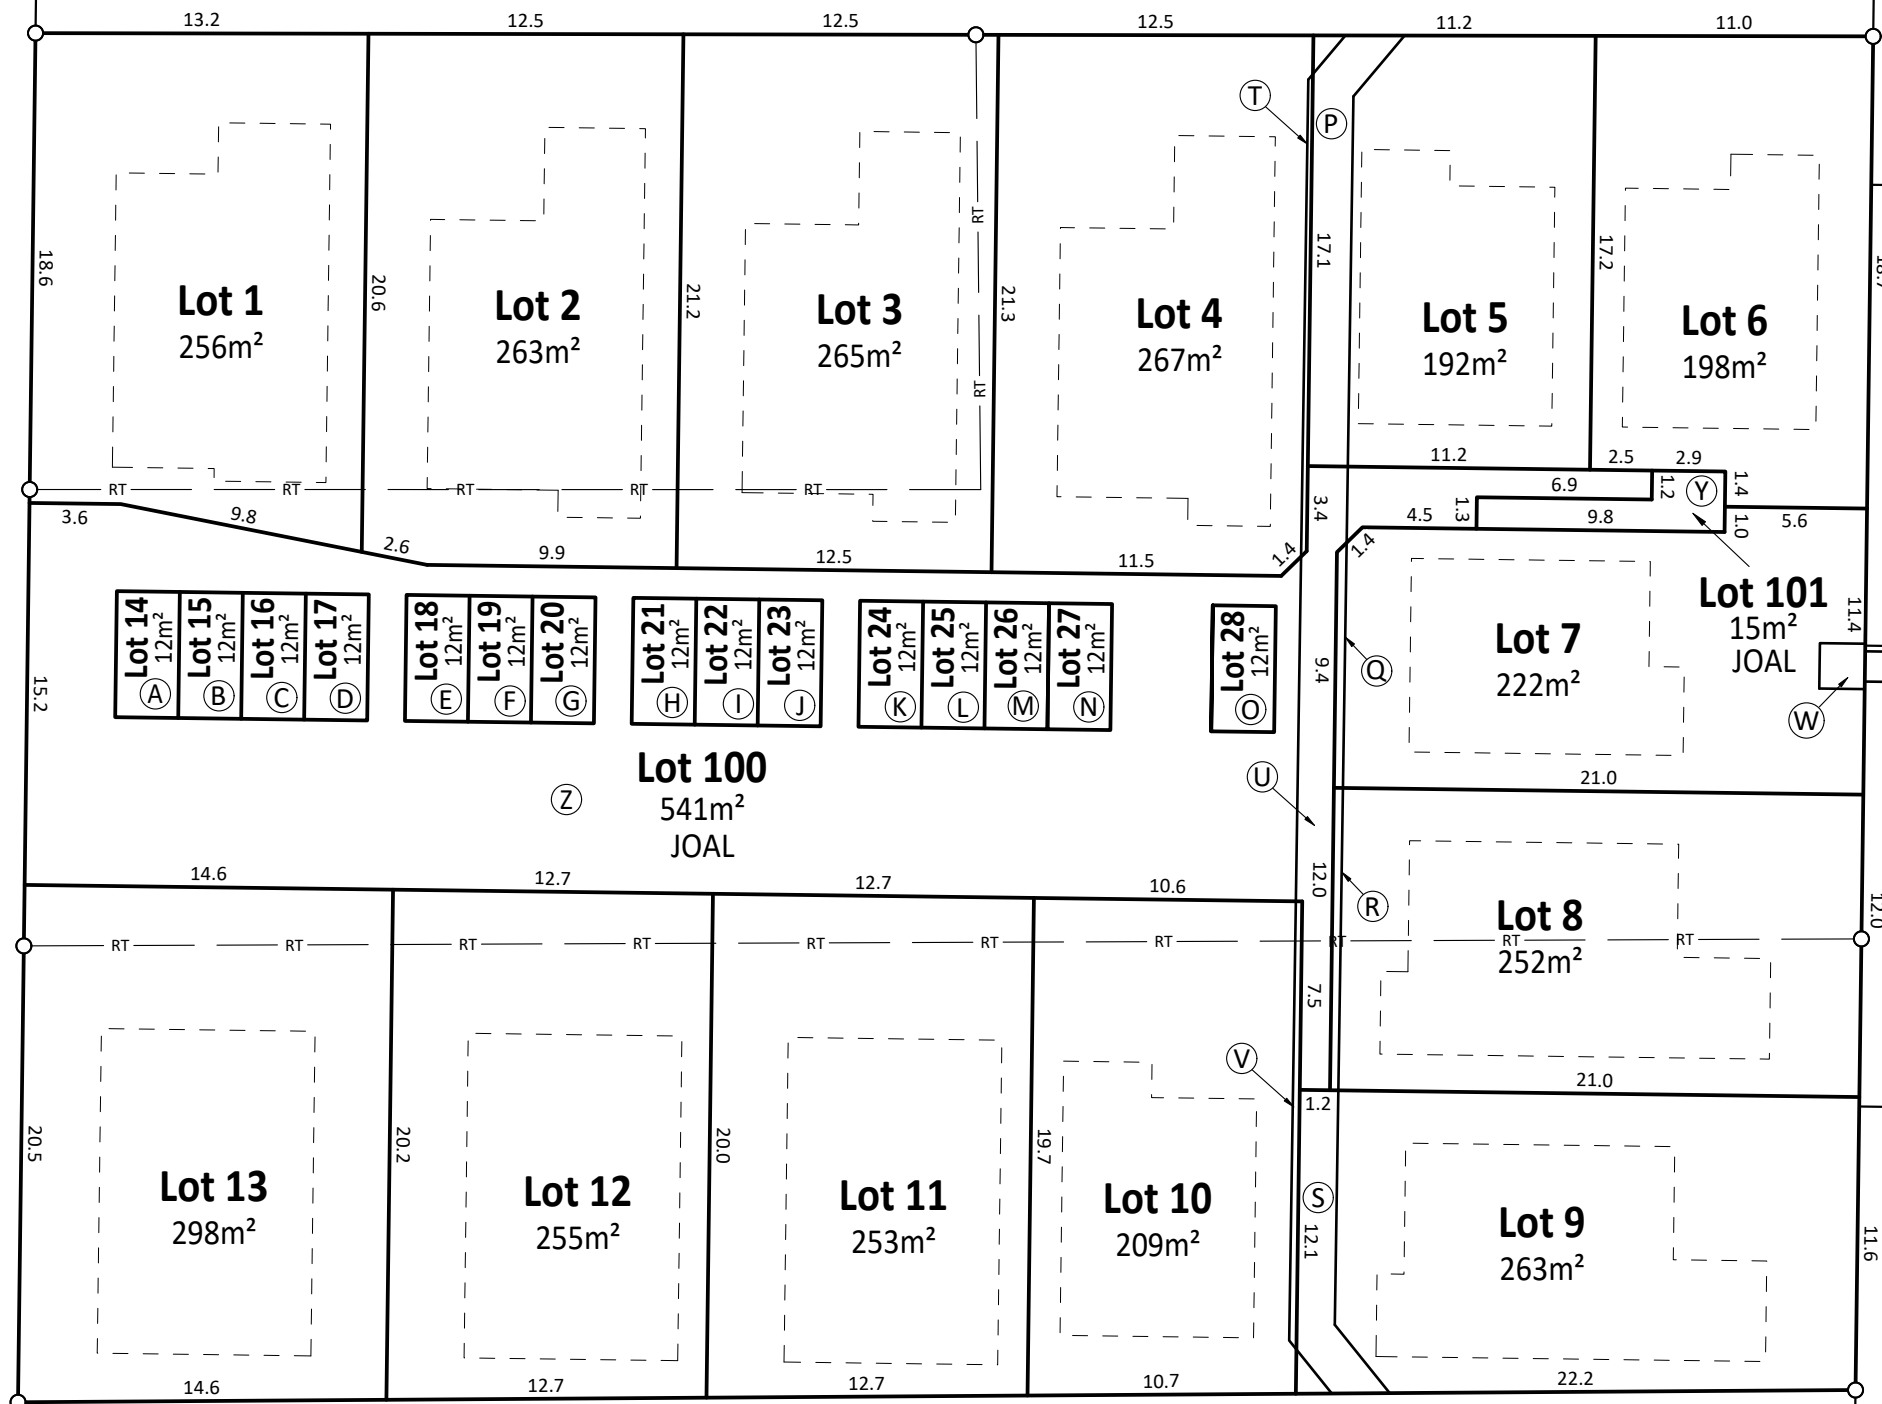 13.2
12.5
12.5
12.5
11.2
11.0
T
P
18.6
20.6
21.2
RT
21.3
17.1
17.2
Lot 1
256m²
Lot 2
263m²
Lot 3
265m²
Lot 4
267m²
Lot 5
192m²
Lot 6
198m²
RT
RT
RT
RT
RT
RT
3.6
9.8
2.6
9.9
12.5
11.5
1.4
3.4
11.2
2.5
2.9
6.9
1.2
Y
1.4
4.5
1.3
9.8
1.0
5.6
1.4
Lot 14
12m²
A
Lot 15
12m²
B
Lot 16
12m²
C
Lot 17
12m²
D
Lot 18
12m²
E
Lot 19
12m²
F
Lot 20
12m²
G
Lot 21
12m²
H
Lot 22
12m²
I
Lot 23
12m²
J
Lot 24
12m²
K
Lot 25
12m²
L
Lot 26
12m²
M
Lot 27
12m²
N
Lot 28
12m²
O
15.2
9.4
9.4
Q
Lot 7
222m²
Lot 101
15m²
JOAL
11.4
W
Lot 100
541m²
JOAL
Z
U
21.0
14.6
12.7
12.7
10.6
12.0
R
Lot 8
252m²
12.0
RT
RT
RT
RT
RT
RT
RT
RT
RT
RT
7.5
V
21.0
1.2
20.5
20.2
20.0
19.7
Lot 13
298m²
Lot 12
255m²
Lot 11
253m²
Lot 10
209m²
S
12.1
Lot 9
263m²
11.6
14.6
12.7
12.7
10.7
22.2